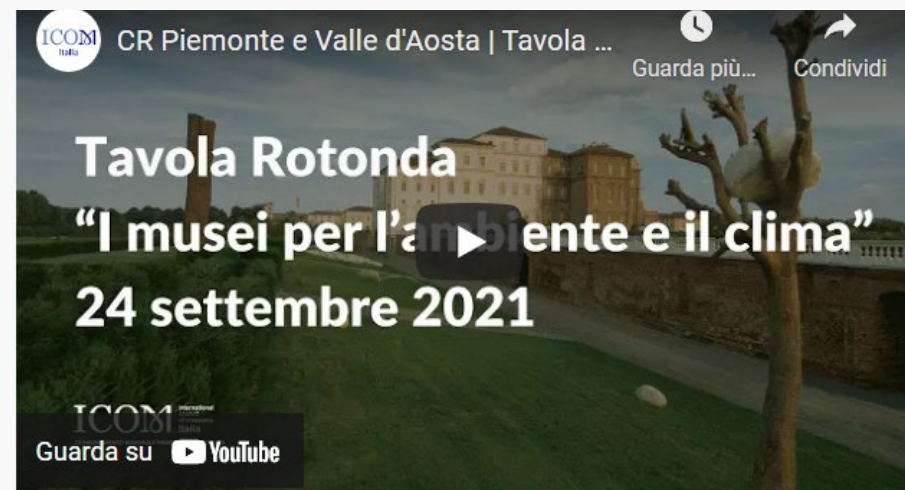 ICOM
Italia
CR Piemonte e Valle d'Aosta | Tavola ...
Guarda più...
Condividi
Tavola Rotonda
“I musei per l’ambiente e il clima”
24 settembre 2021
ICOM
Italia
Guarda su YouTube